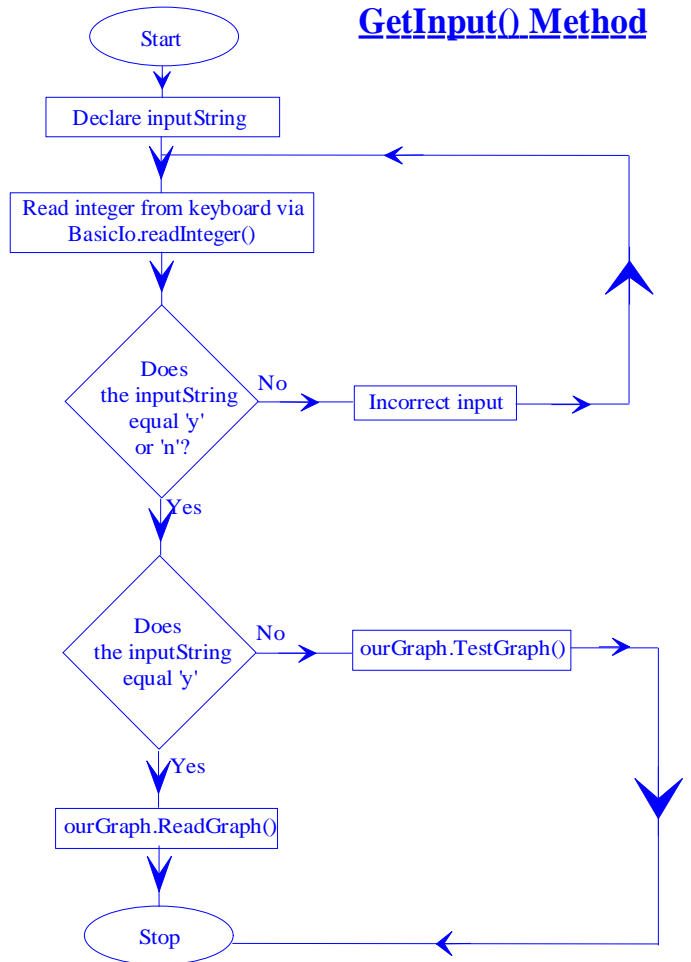 GetInput() Method
Start
Declare inputString
Read integer from keyboard via
BasicIo.readInteger()
Does
the inputString
equal 'y'
or 'n'?
No
Incorrect input
Yes
Does
the inputString
equal 'y'
No
ourGraph.TestGraph()
Yes
ourGraph.ReadGraph()
Stop